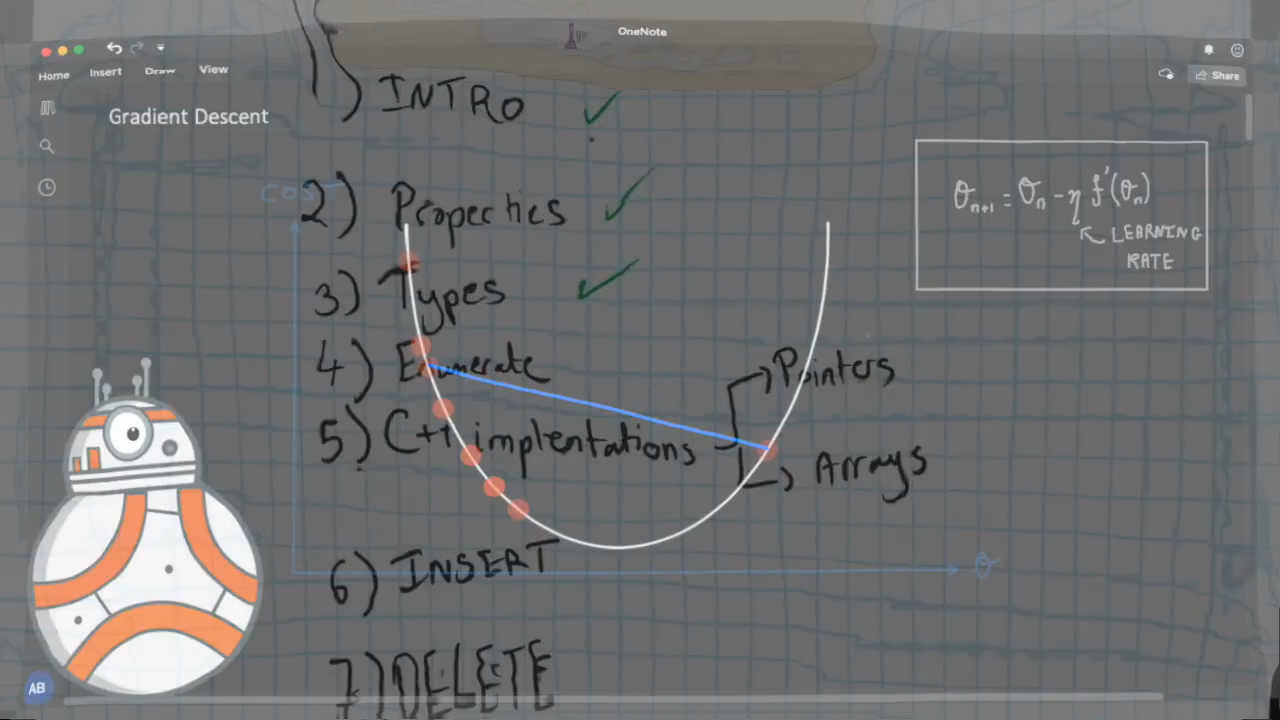 OneNote
Home Insert Draw View
Share
Gradient Descent
1) INTRO ✓
2) Properties ✓
3) Types ✓
4) Enumerate
5) C++ implentations
Pointers
Arrays
6) INSERT
7) DELETE
COST
θ
θn+1 = θn - η f'(θn)
LEARNING
RATE
AB